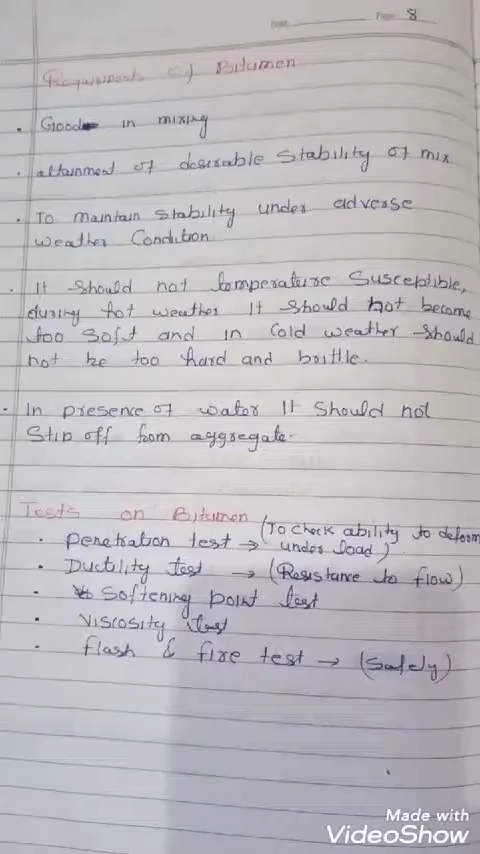 Date Page 8
Requirements of Bitumen
• Good in mixing
• attainment of desirable stability of mix
• To maintain stability under adverse
weather Condition
• It should not temperature Susceptible,
during hot weather It should not become
too soft and in Cold weather should
not be too hard and brittle.
• In presence of water It should not
Stip off from aggregate.
Tests on Bitumen
• penetration test → (To check ability to deform
under load)
• Ductility test → (Resistance to flow)
• Softening point test
• Viscosity test
• flash & fire test → (Safely)
Made with
VideoShow